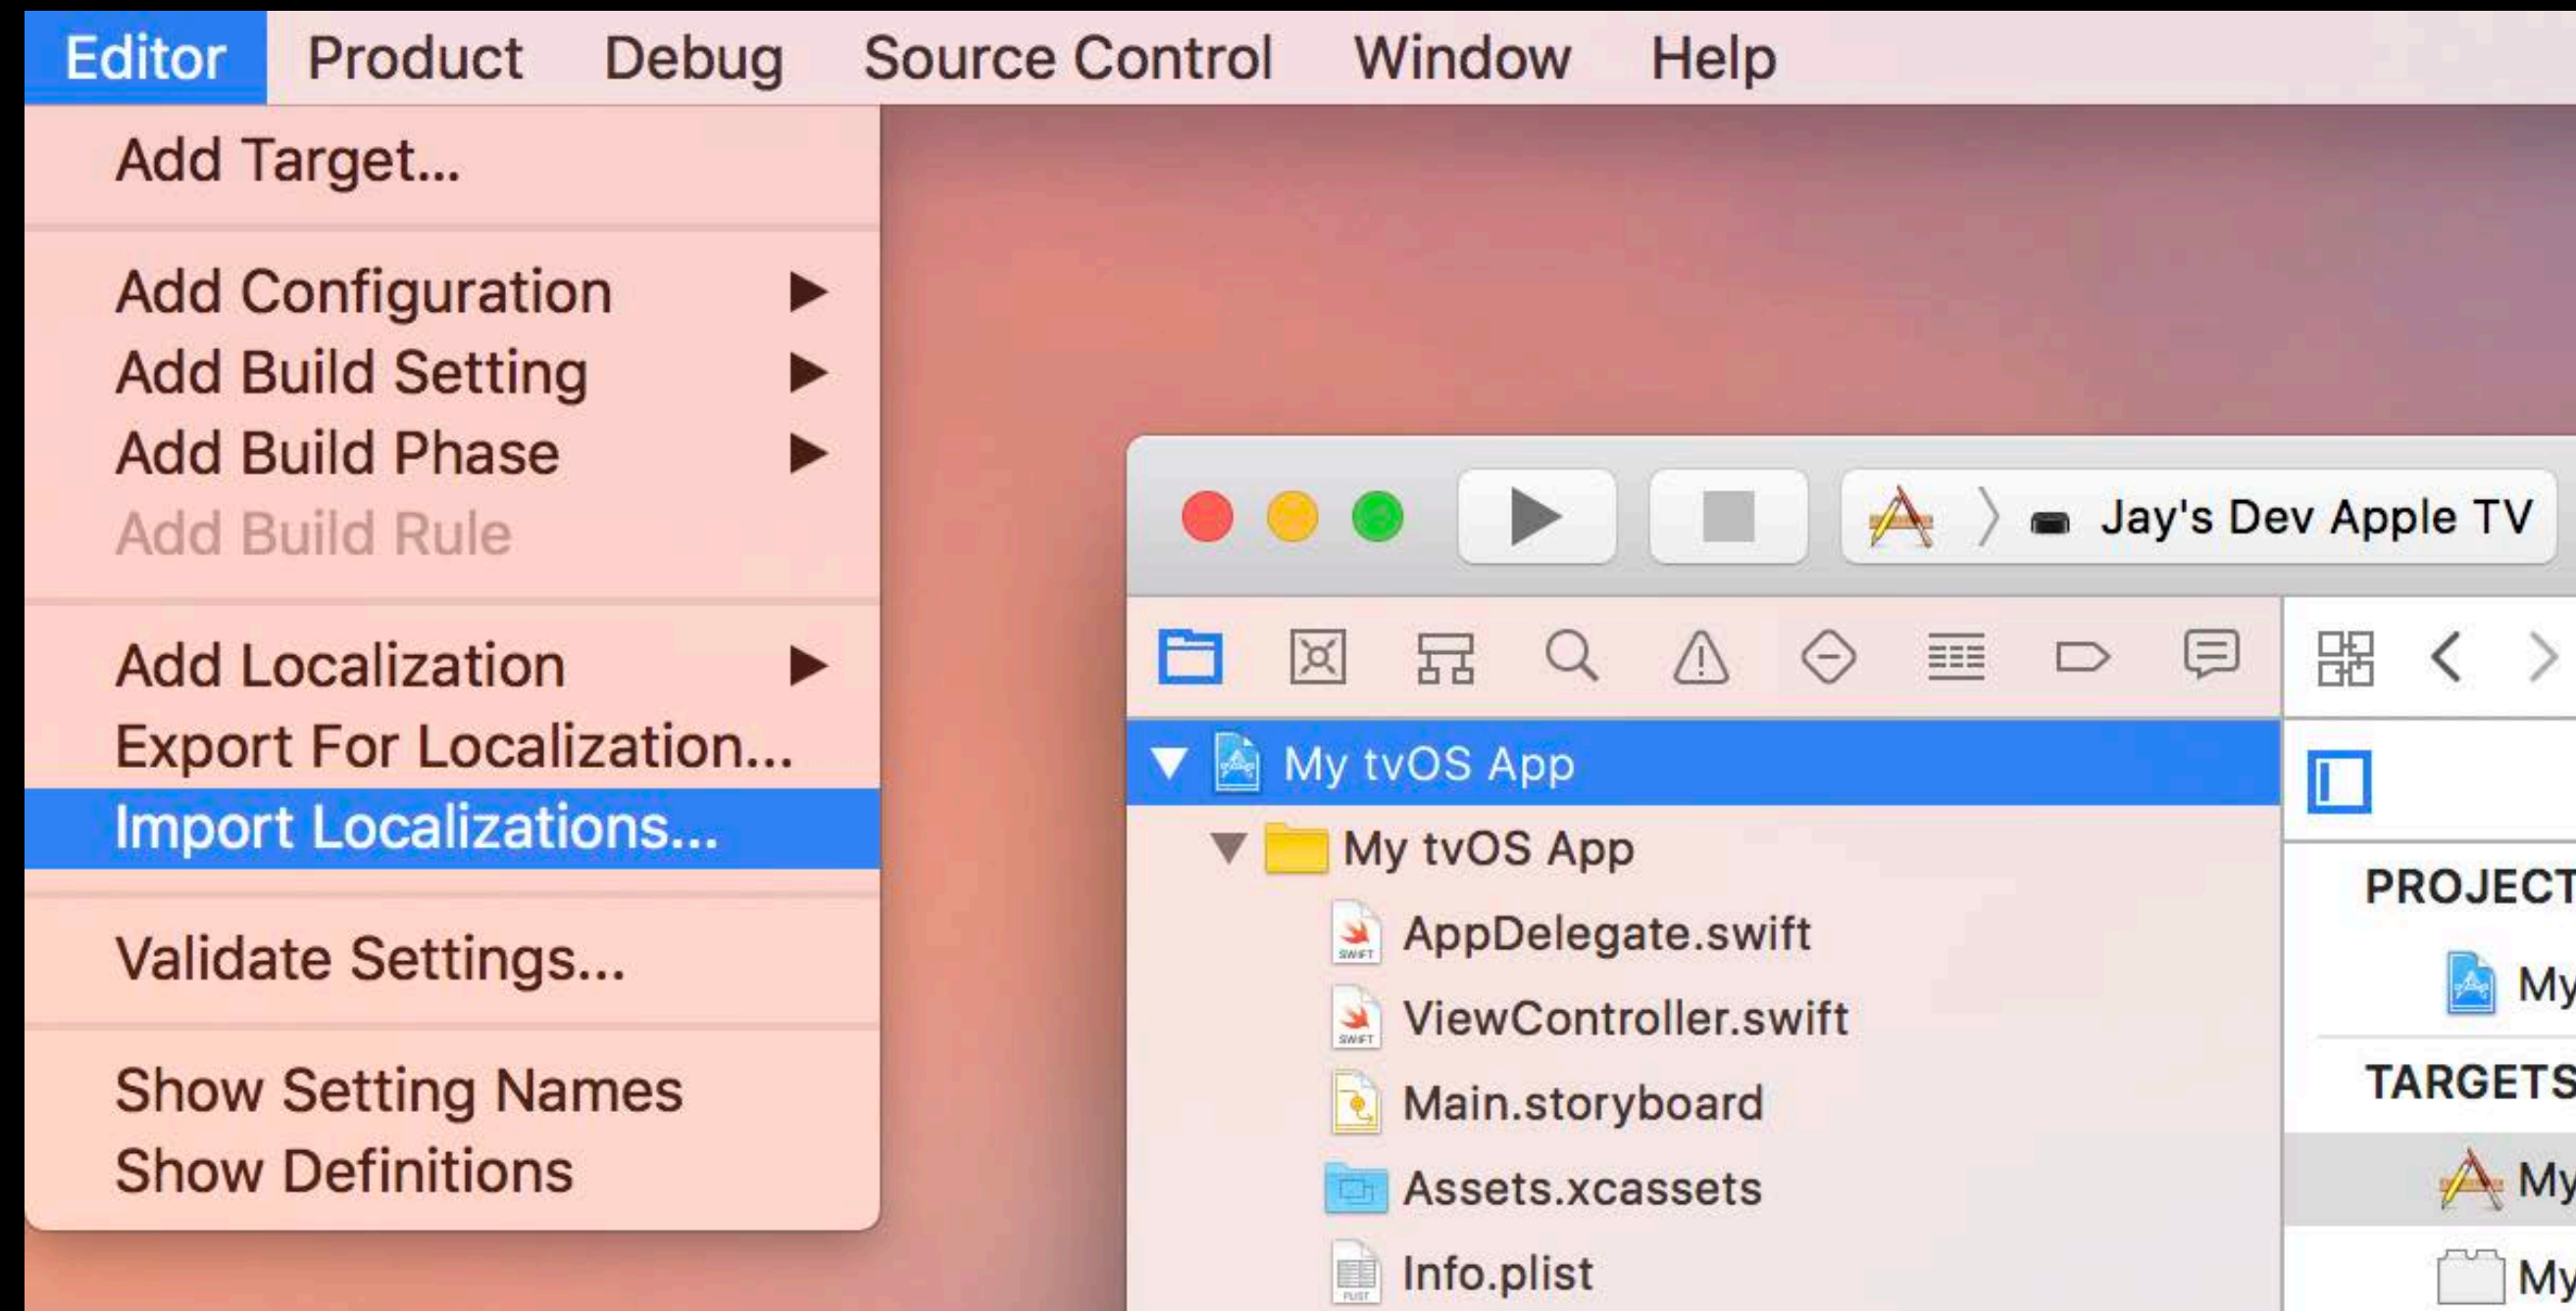 Editor Product Debug Source Control Window Help
Add Target...
Add Configuration
Add Build Setting
Add Build Phase
Add Build Rule
Add Localization
Export For Localization...
Import Localizations...
Validate Settings...
Show Setting Names
Show Definitions
Jay's Dev Apple TV
My tvOS App
My tvOS App
AppDelegate.swift
ViewController.swift
Main.storyboard
Assets.xcassets
Info.plist
PROJECT
My
TARGETS
My
My